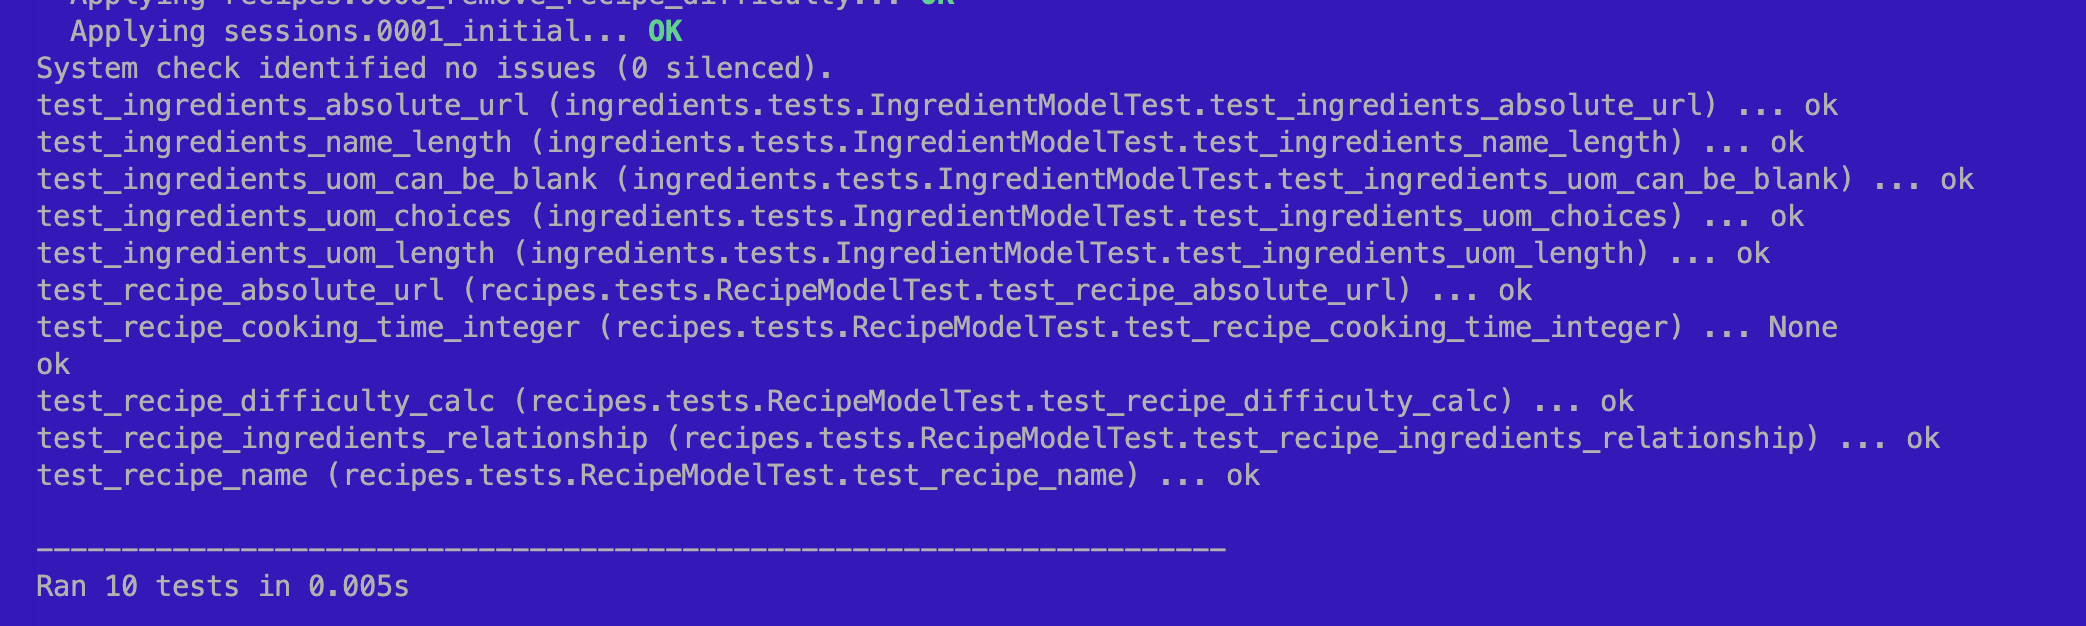 Applying recipes.0008_remove_recipe_difficulty... OK
Applying sessions.0001_initial... OK
System check identified no issues (0 silenced).
test_ingredients_absolute_url (ingredients.tests.IngredientModelTest.test_ingredients_absolute_url) ... ok
test_ingredients_name_length (ingredients.tests.IngredientModelTest.test_ingredients_name_length) ... ok
test_ingredients_uom_can_be_blank (ingredients.tests.IngredientModelTest.test_ingredients_uom_can_be_blank) ... ok
test_ingredients_uom_choices (ingredients.tests.IngredientModelTest.test_ingredients_uom_choices) ... ok
test_ingredients_uom_length (ingredients.tests.IngredientModelTest.test_ingredients_uom_length) ... ok
test_recipe_absolute_url (recipes.tests.RecipeModelTest.test_recipe_absolute_url) ... ok
test_recipe_cooking_time_integer (recipes.tests.RecipeModelTest.test_recipe_cooking_time_integer) ... None
ok
test_recipe_difficulty_calc (recipes.tests.RecipeModelTest.test_recipe_difficulty_calc) ... ok
test_recipe_ingredients_relationship (recipes.tests.RecipeModelTest.test_recipe_ingredients_relationship) ... ok
test_recipe_name (recipes.tests.RecipeModelTest.test_recipe_name) ... ok
----------------------------------------------------------------------
Ran 10 tests in 0.005s